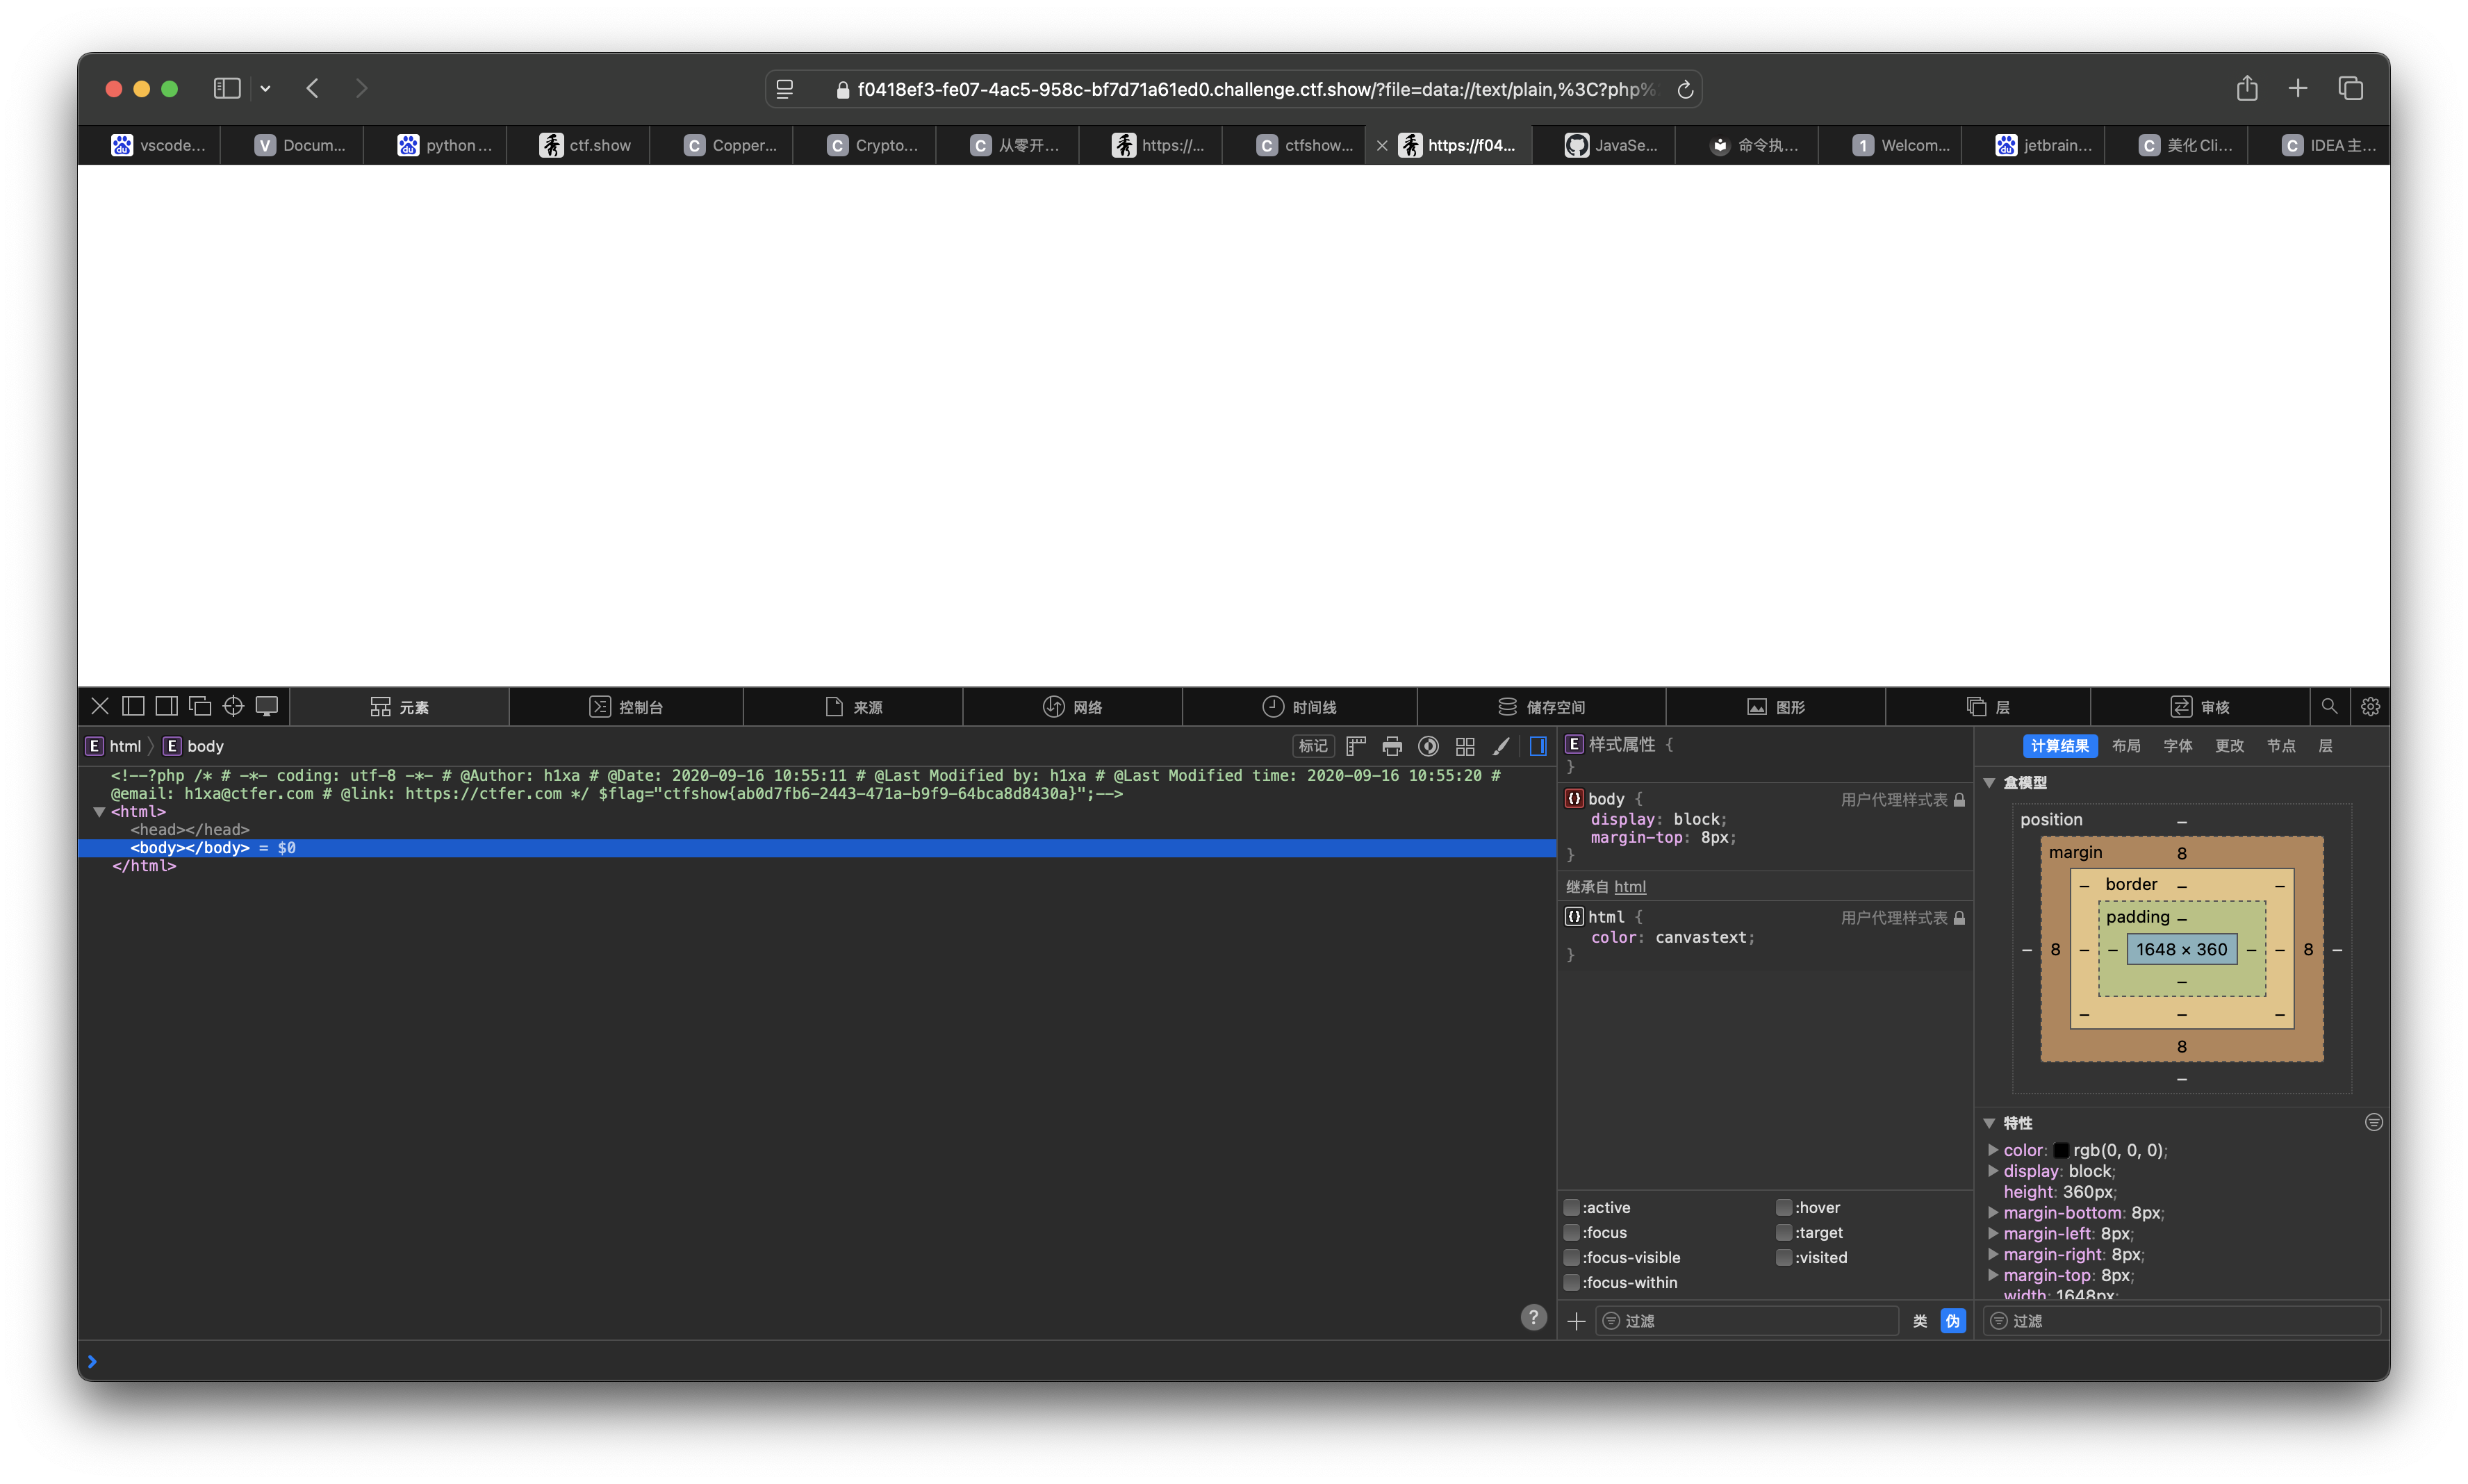 f0418ef3-fe07-4ac5-958c-bf7d71a61ed0.challenge.ctf.show/?file=data://text/plain,%3C?php%
vscode...
V Docum...
python...
ctf.show
C Copper...
C Crypto...
C 从零开...
https://...
C ctfshow...
https://f04...
JavaSe...
命令执...
1 Welcom...
jetbrain...
C 美化Cli...
C IDEA主...
元素
控制台
来源
网络
时间线
储存空间
图形
层
审核
E html
E body
标记
<!--?php /* # -*- coding: utf-8 -*- # @Author: h1xa # @Date: 2020-09-16 10:55:11 # @Last Modified by: h1xa # @Last Modified time: 2020-09-16 10:55:20 #
@email: h1xa@ctfer.com # @link: https://ctfer.com */ $flag="ctfshow{ab0d7fb6-2443-471a-b9f9-64bca8d8430a}";-->
<html>
<head></head>
<body></body> = $0
</html>
E 样式属性 {
}
body { 用户代理样式表
display: block;
margin-top: 8px;
}
继承自 html
html { 用户代理样式表
color: canvastext;
}
:active
:hover
:focus
:target
:focus-visible
:visited
:focus-within
过滤
类
伪
计算结果
布局
字体
更改
节点
层
盒模型
position –
margin 8
– border – –
padding –
– 8 – – 1648 × 360 – – 8 –
–
– – –
8
–
特性
color: rgb(0, 0, 0);
display: block;
height: 360px;
margin-bottom: 8px;
margin-left: 8px;
margin-right: 8px;
margin-top: 8px;
width: 1648px;
过滤